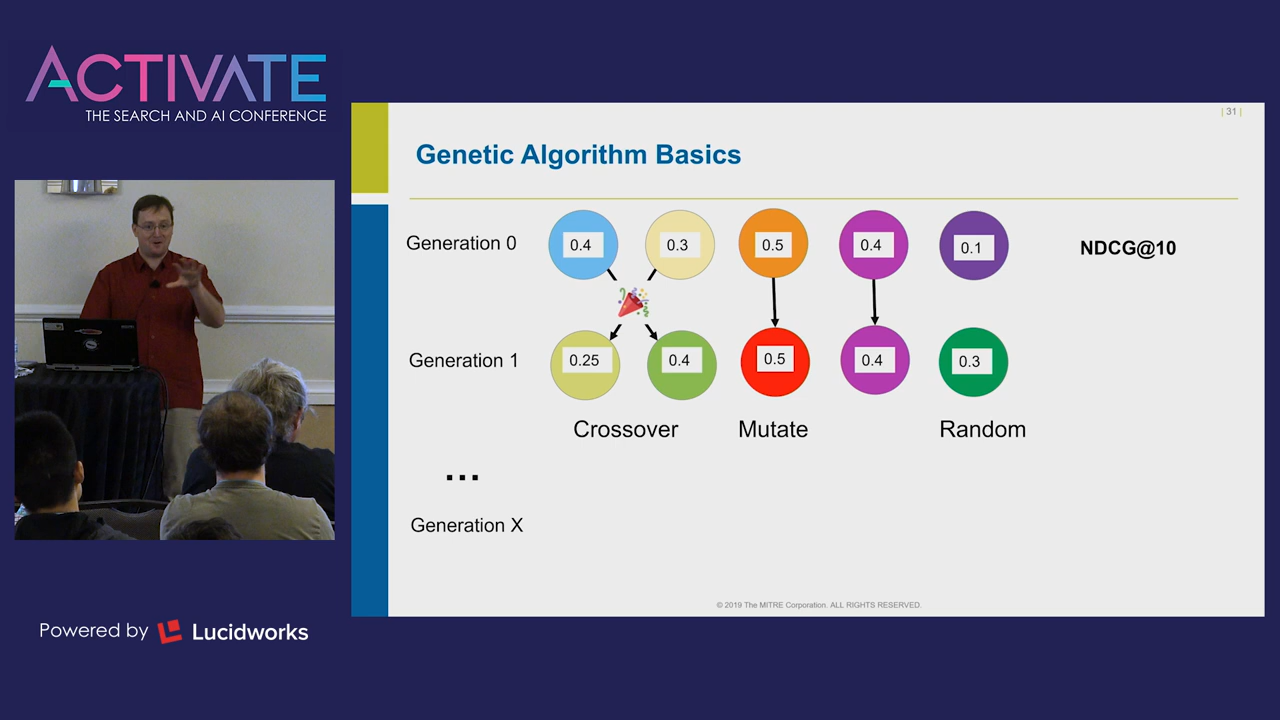 ACTIVATE
THE SEARCH AND AI CONFERENCE
| 31 |
Genetic Algorithm Basics
Generation 0
0.4
0.3
0.5
0.4
0.1
NDCG@10
Generation 1
0.25
0.4
0.5
0.4
0.3
Crossover
Mutate
Random
...
Generation X
© 2019 The MITRE Corporation. ALL RIGHTS RESERVED.
Powered by Lucidworks